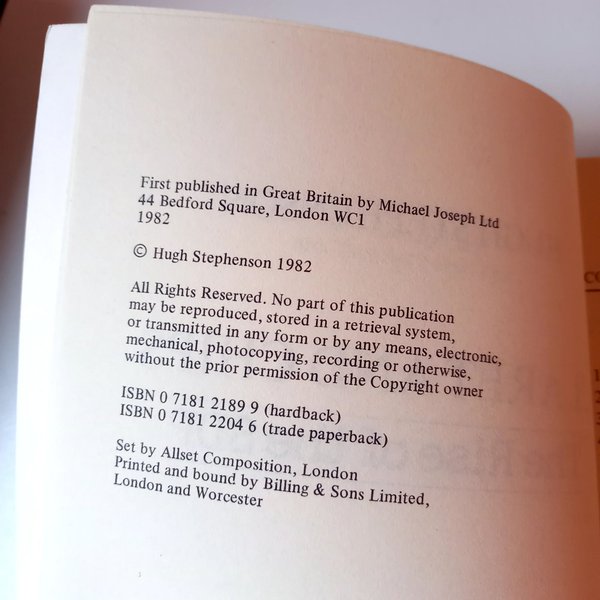 First published in Great Britain by Michael Joseph Ltd
44 Bedford Square, London WC1
1982
© Hugh Stephenson 1982
All Rights Reserved. No part of this publication
may be reproduced, stored in a retrieval system,
or transmitted in any form or by any means, electronic,
mechanical, photocopying, recording or otherwise,
without the prior permission of the Copyright owner
ISBN 0 7181 2189 9 (hardback)
ISBN 0 7181 2204 6 (trade paperback)
Set by Allset Composition, London
Printed and bound by Billing & Sons Limited,
London and Worcester